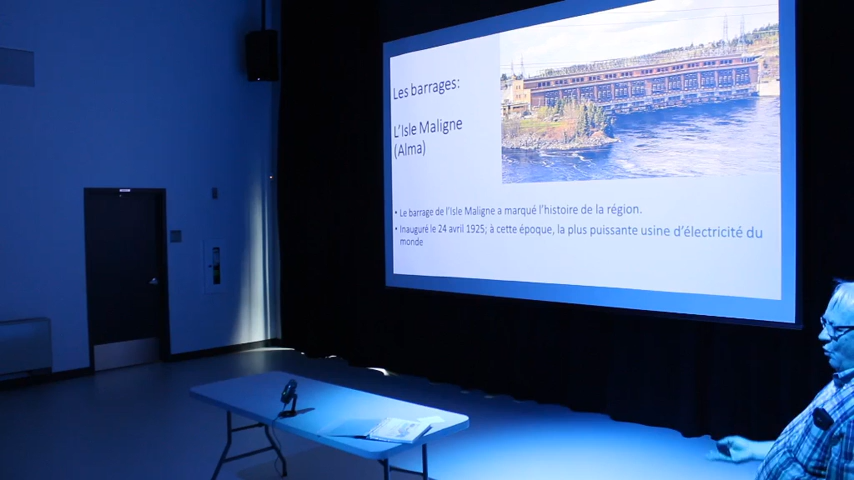 Les barrages:
L'Isle Maligne
(Alma)
• Le barrage de l'Isle Maligne a marqué l'histoire de la région.
• Inauguré le 24 avril 1925; à cette époque, la plus puissante usine d'électricité du
monde